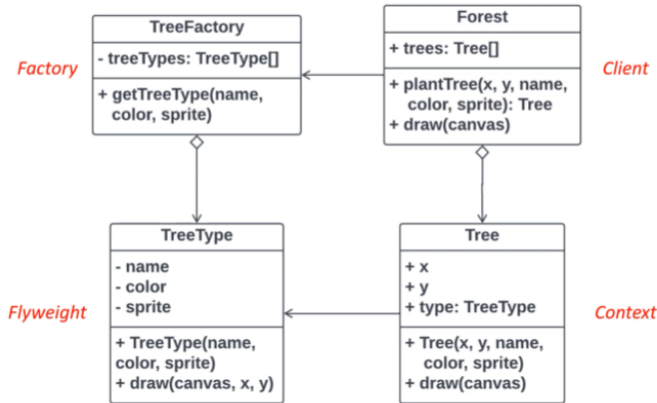 TreeFactory
- treeTypes: TreeType[]
+ getTreeType(name,
color, sprite)
Factory
Forest
+ trees: Tree[]
+ plantTree(x, y, name,
color, sprite): Tree
+ draw(canvas)
Client
TreeType
- name
- color
- sprite
+ TreeType(name,
color, sprite)
+ draw(canvas, x, y)
Flyweight
Tree
+ x
+ y
+ type: TreeType
+ Tree(x, y, name,
color, sprite)
+ draw(canvas)
Context